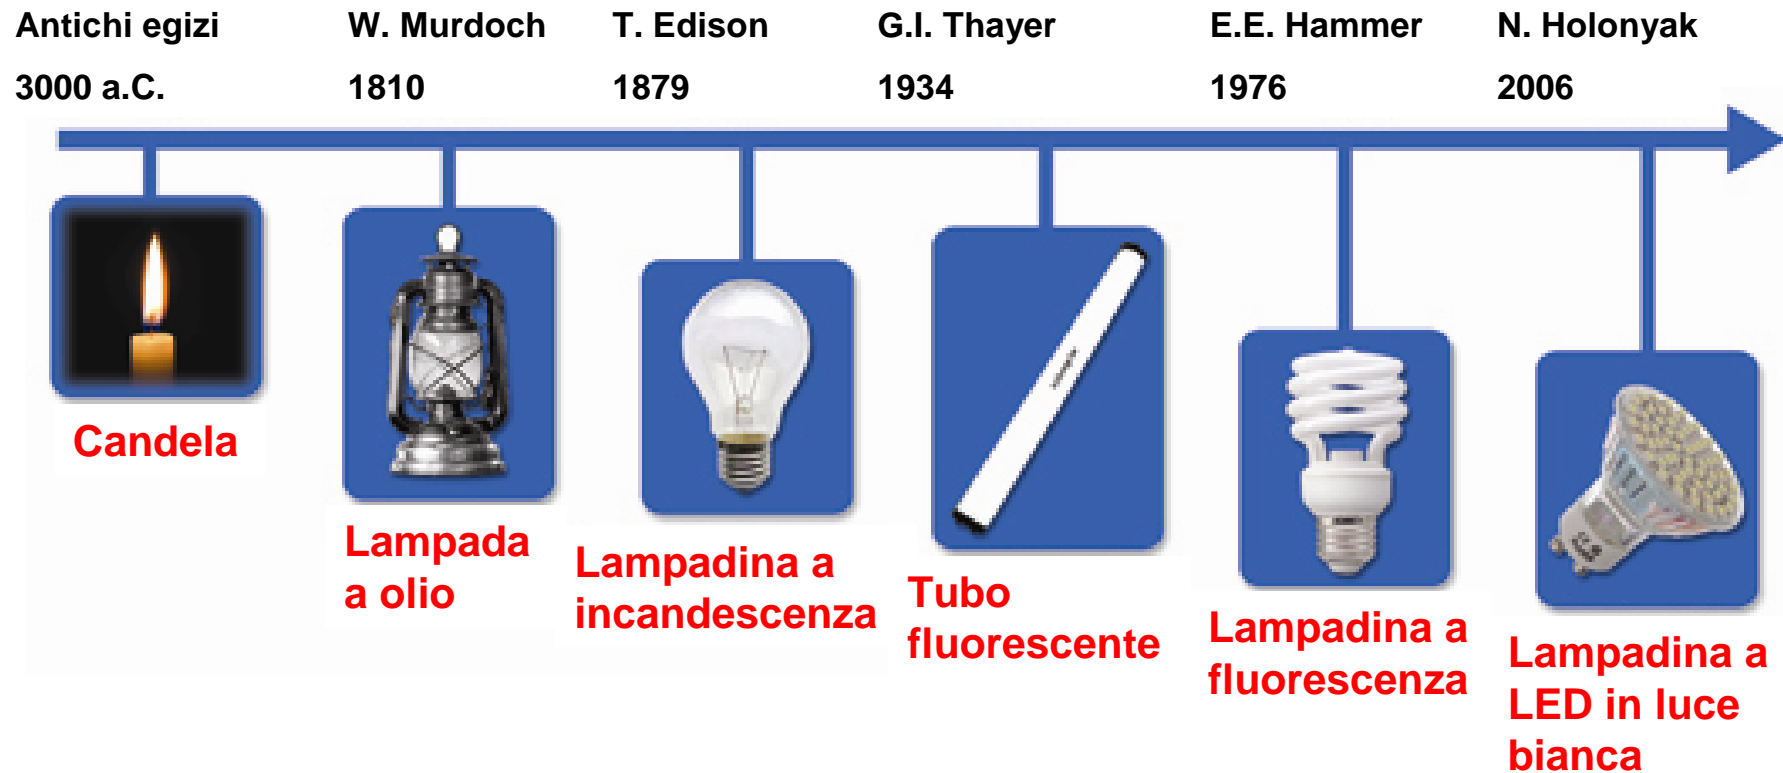 Antichi egizi
W. Murdoch
T. Edison
G.I. Thayer
E.E. Hammer
N. Holonyak
3000 a.C.
1810
1879
1934
1976
2006
Candela
Lampada
a olio
Lampadina a
incandescenza
Tubo
fluorescente
Lampadina a
fluorescenza
Lampadina a
LED in luce
bianca